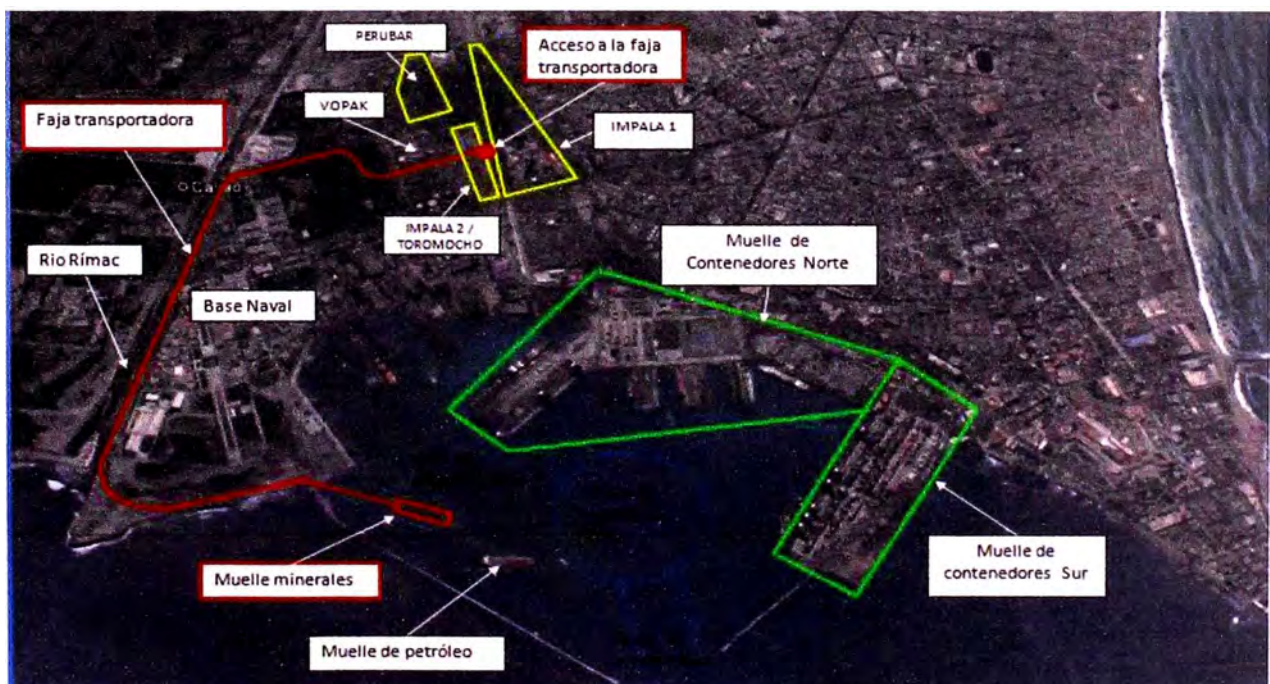 PERUBAR
Acceso a la faja
transportadora
VOPAK
Faja transportadora
IMPALA 1
Callao
IMPALA 2 /
TOROMOCHO
Muelle de
Contenedores Norte
Rio Rímac
Base Naval
Muelle minerales
Muelle de
contenedores Sur
Muelle de petróleo